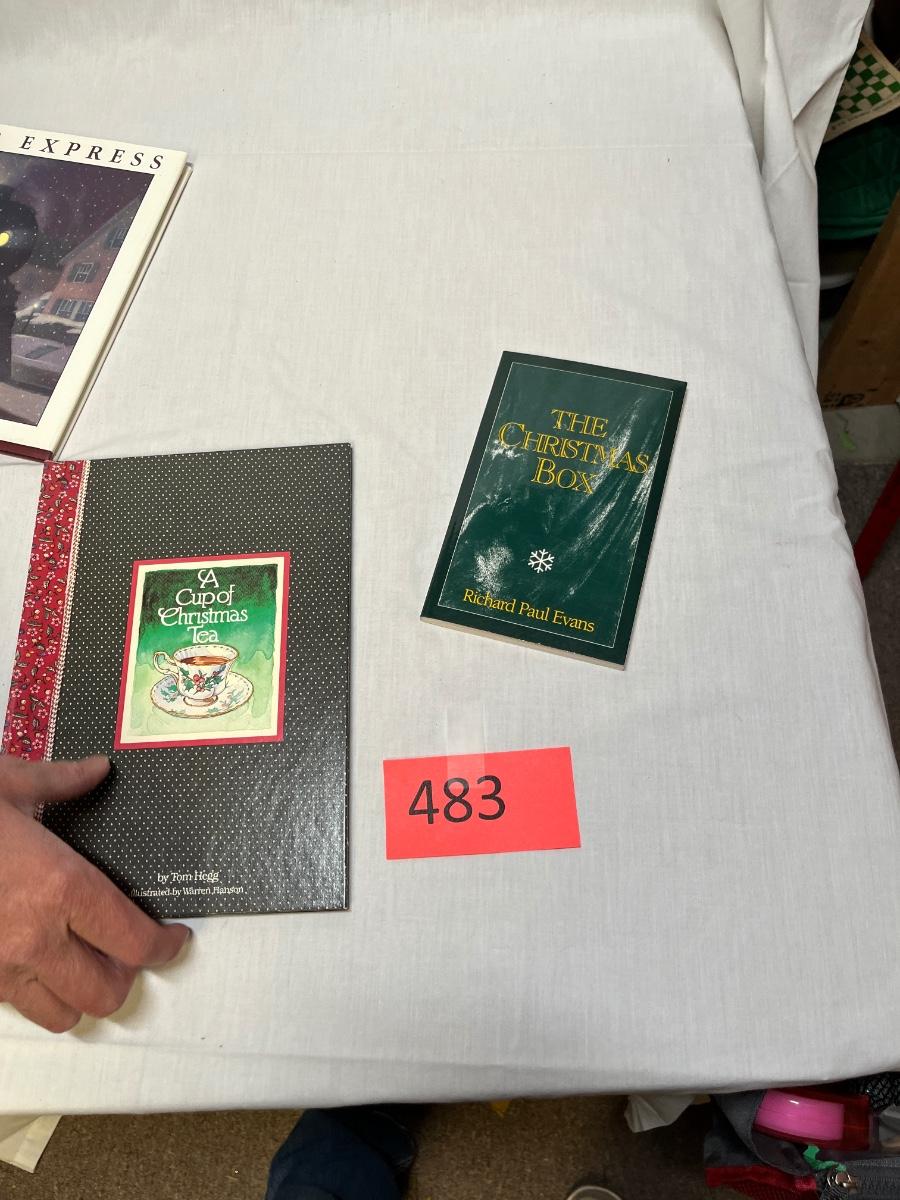 EXPRESS
THE
CHRISTMAS
BOX
Richard Paul Evans
A
Cup of
Christmas
Tea
483
by Tom Hegg
illustrated by Warren Hanson